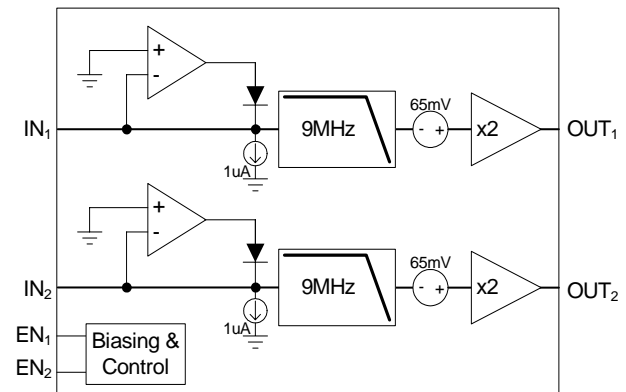 +
-
65mV
IN1
9MHz
- +
x2
OUT1
1uA
+
-
65mV
IN2
9MHz
- +
x2
OUT2
1uA
EN1
EN2
Biasing &
Control